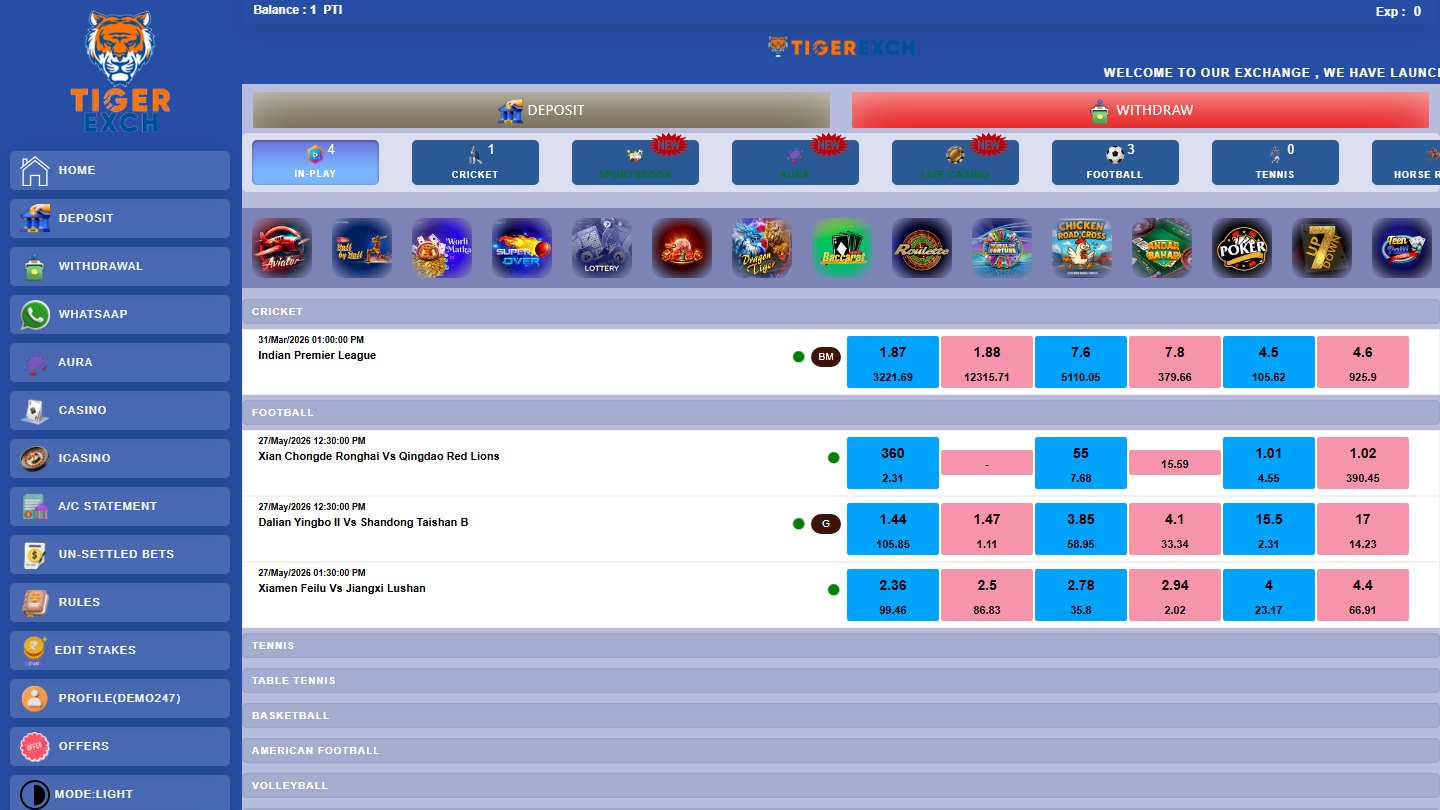 TIGER
EXCH
HOME
DEPOSIT
WITHDRAWAL
WHATSAAP
AURA
CASINO
ICASINO
A/C STATEMENT
UN-SETTLED BETS
RULES
EDIT STAKES
PROFILE(DEMO247)
OFFER
OFFERS
MODE:LIGHT
Balance : 1 PTI
Exp : 0
TIGEREXCH
WELCOME TO OUR EXCHANGE , WE HAVE LAUNC
DEPOSIT
WITHDRAW
4
IN-PLAY
1
CRICKET
NEW
SPORTSBOOK
NEW
AURA
NEW
LIVE CASINO
3
FOOTBALL
0
TENNIS
HORSE R
Aviator
Ball by Ball
Worli Matka
SUPER OVER
LOTTERY
Dragon Tiger
Baccarat
Roulette
WHEEL OF FORTUNE
CHICKEN ROAD CROSS
ANDAR BAHAR
POKER
7 UP DOWN
Teen
CRICKET
31/Mar/2026 01:00:00 PM
Indian Premier League
BM
1.87 1.88 7.6 7.8 4.5 4.6
3221.69 12315.71 5110.05 379.66 105.62 925.9
FOOTBALL
27/May/2026 12:30:00 PM
Xian Chongde Ronghai Vs Qingdao Red Lions
360 - 55 15.59 1.01 1.02
2.31 7.68 4.55 390.45
27/May/2026 12:30:00 PM
Dalian Yingbo II Vs Shandong Taishan B
G
1.44 1.47 3.85 4.1 15.5 17
105.85 1.11 58.95 33.34 2.31 14.23
27/May/2026 01:30:00 PM
Xiamen Feilu Vs Jiangxi Lushan
2.36 2.5 2.78 2.94 4 4.4
99.46 86.83 35.8 2.02 23.17 66.91
TENNIS
TABLE TENNIS
BASKETBALL
AMERICAN FOOTBALL
VOLLEYBALL